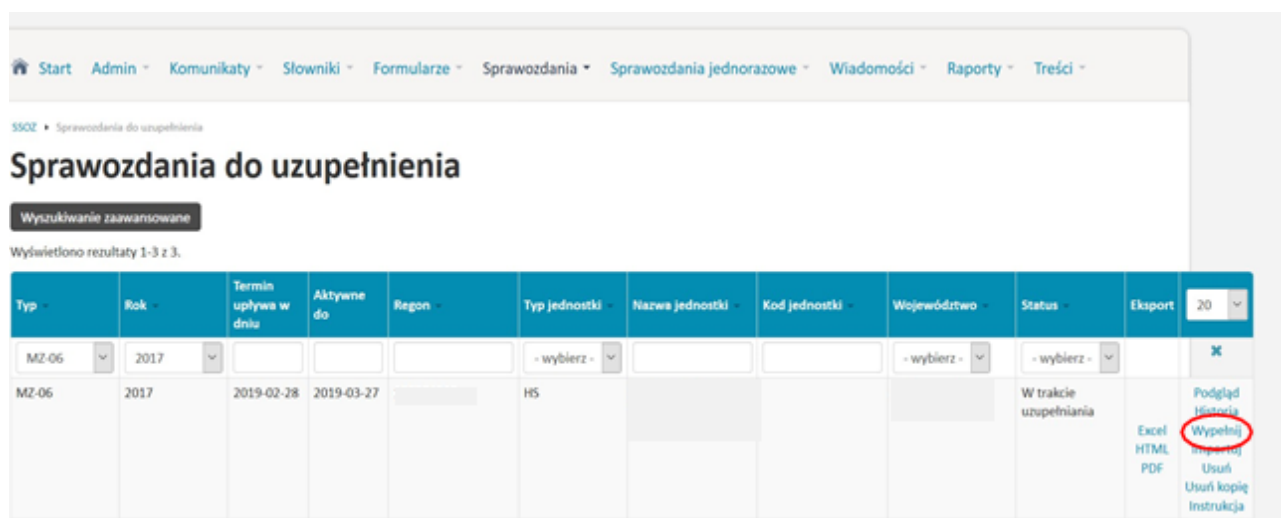 Start Admin Komunikaty Słowniki Formularze Sprawozdania Sprawozdania jednorazowe Wiadomości Raporty Treści
SSOZ Sprawozdania do uzupełnienia
Sprawozdania do uzupełnienia
Wyszukiwanie zaawansowane
Wyświetlono rezultaty 1-3 z 3.
Typ Rok Termin upływa w dniu Aktywne do Regon Typ jednostki Nazwa jednostki Kod jednostki Województwo Status Eksport 20
MZ-06 2017 - wybierz - - wybierz - - wybierz -
MZ-06 2017 2019-02-28 2019-03-27 HS W trakcie uzupełniania
Excel
HTML
PDF
Podgląd
Historia
Wypełnij
Importuj
Usuń
Usuń kopię
Instrukcja